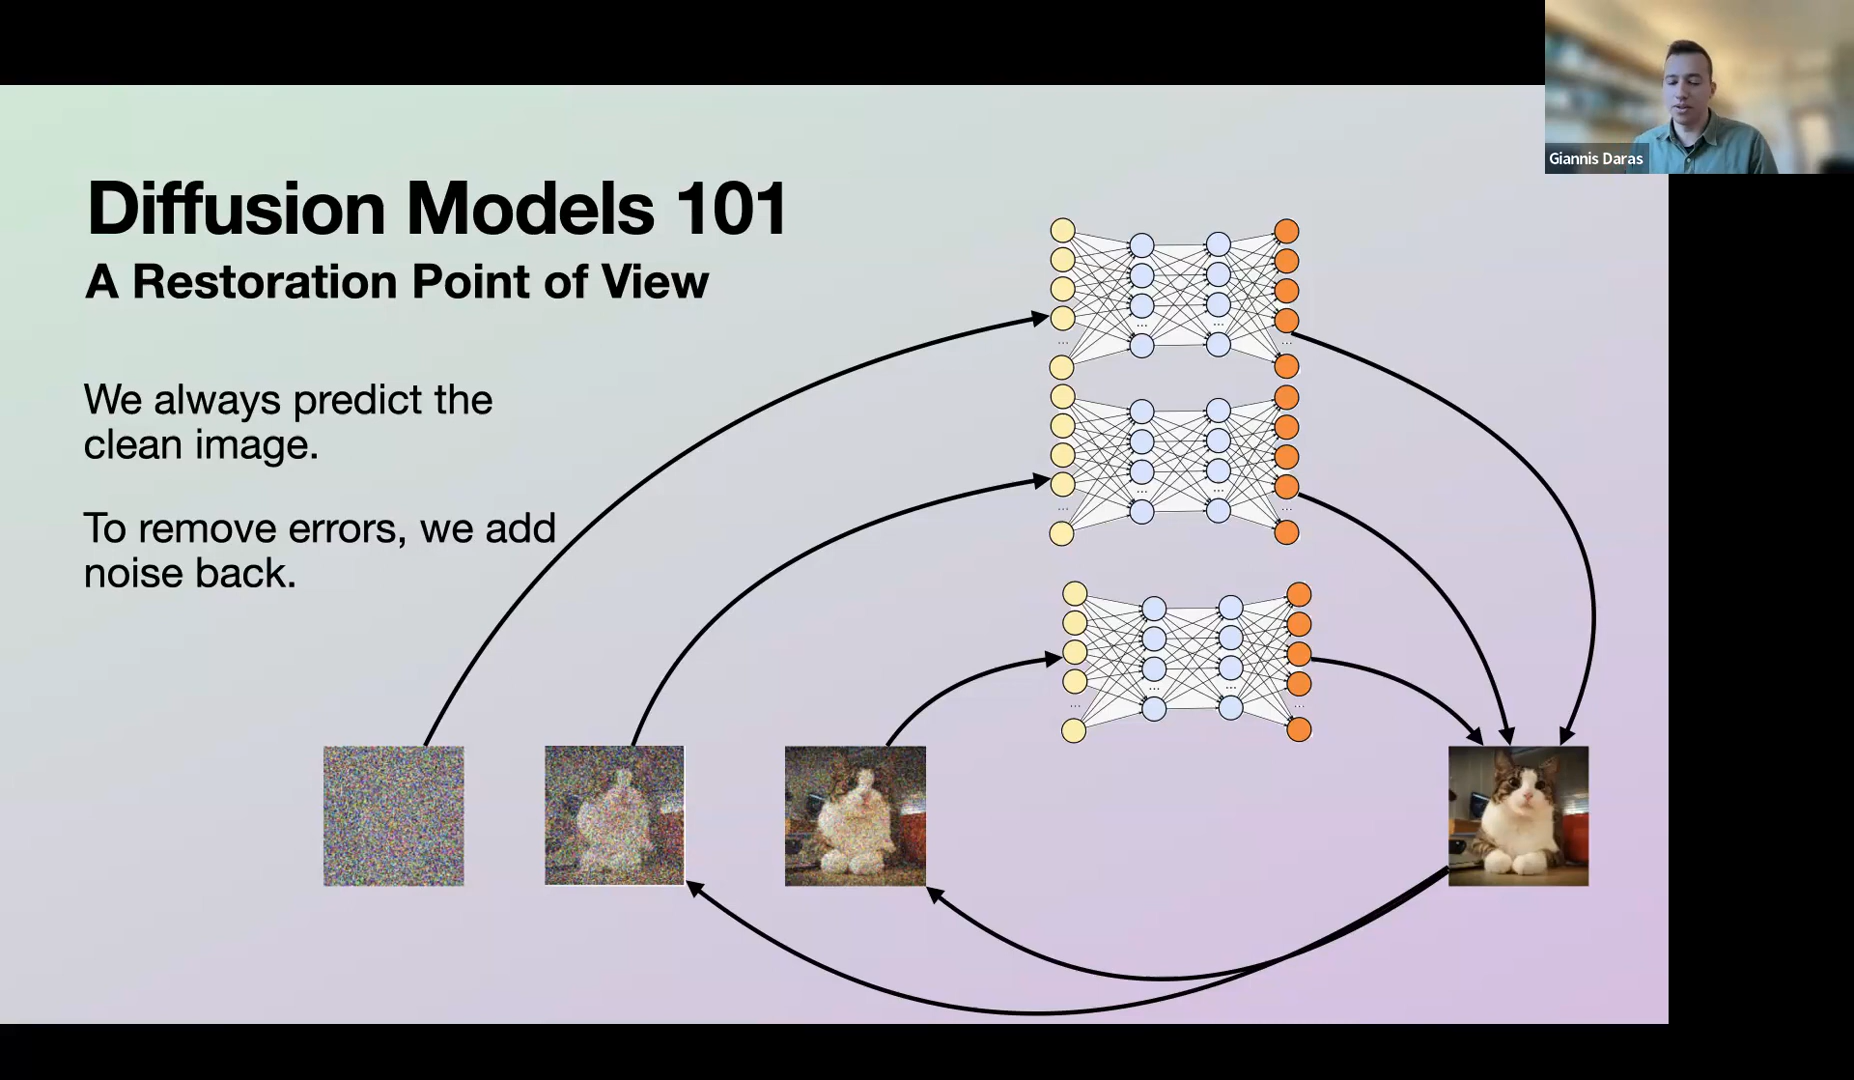 Giannis Daras
Diffusion Models 101
A Restoration Point of View
We always predict the
clean image.
To remove errors, we add
noise back.